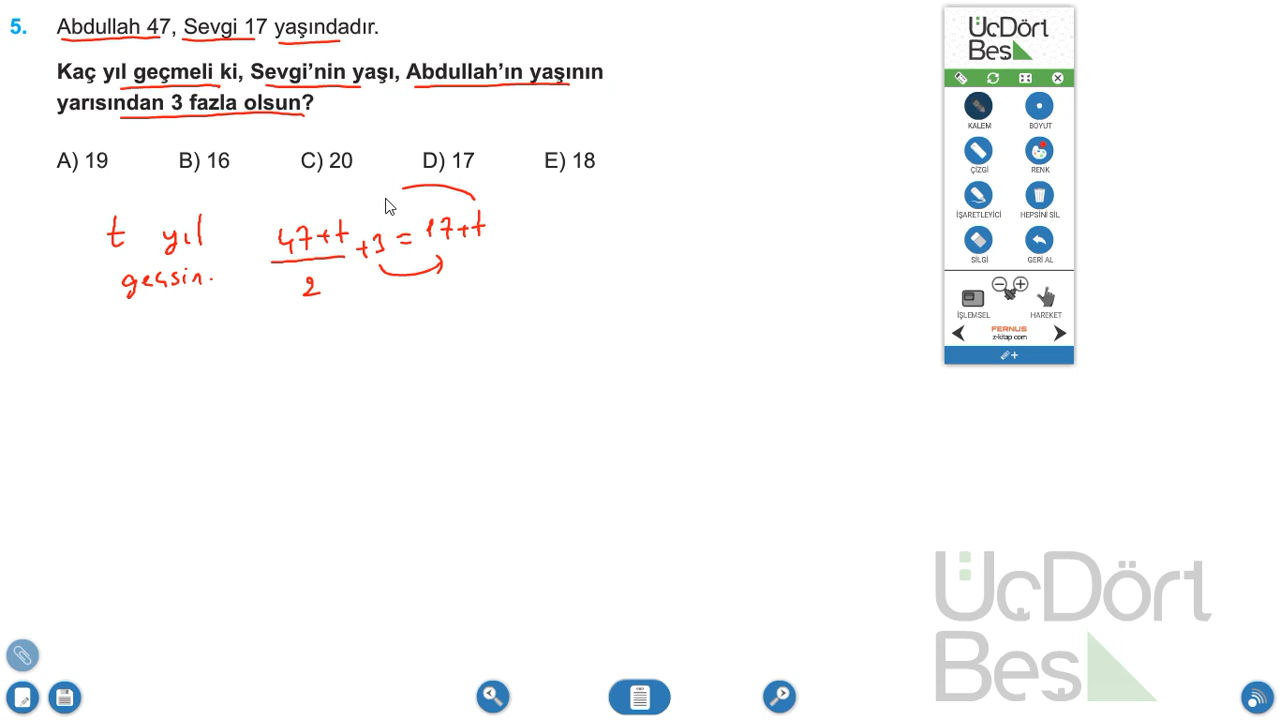 5. Abdullah 47, Sevgi 17 yaşındadır.
Kaç yıl geçmeli ki, Sevgi’nin yaşı, Abdullah’ın yaşının
yarısından 3 fazla olsun?
A) 19 B) 16 C) 20 D) 17 E) 18
t yıl
geçsin.
47+t
2
+3 = 17+t
ÜçDört
Beş
KALEM BOYUT
ÇİZGİ RENK
İŞARETLEYİCİ HEPSİNİ SİL
SİLGİ GERİ AL
İŞLEMSEL HAREKET
FERNUS
z-kitap.com
ÜçDört
Beş